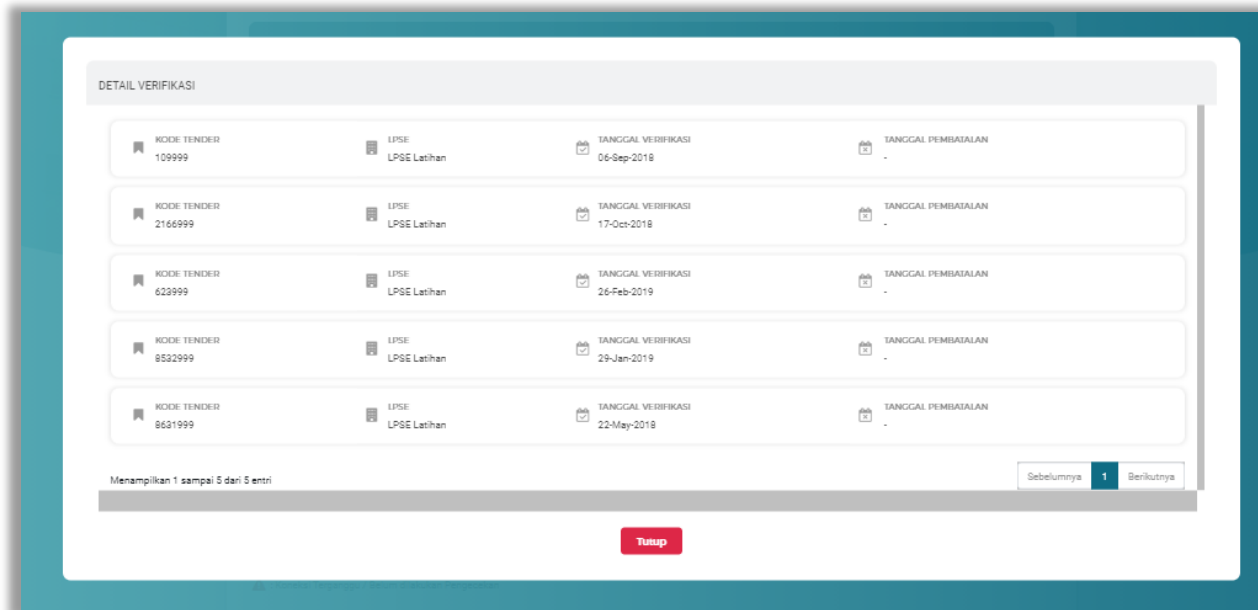 DETAIL VERIFIKASI
KODE TENDER LPSE TANGGAL VERIFIKASI TANGGAL PEMBATALAN
109999 LPSE Latihan 06-Sep-2018 -
KODE TENDER LPSE TANGGAL VERIFIKASI TANGGAL PEMBATALAN
2166999 LPSE Latihan 17-Oct-2018 -
KODE TENDER LPSE TANGGAL VERIFIKASI TANGGAL PEMBATALAN
623999 LPSE Latihan 26-Feb-2019 -
KODE TENDER LPSE TANGGAL VERIFIKASI TANGGAL PEMBATALAN
8532999 LPSE Latihan 29-Jan-2019 -
KODE TENDER LPSE TANGGAL VERIFIKASI TANGGAL PEMBATALAN
8631999 LPSE Latihan 22-May-2018 -
Menampilkan 1 sampai 5 dari 5 entri Sebelumnya 1 Berikutnya
Tutup